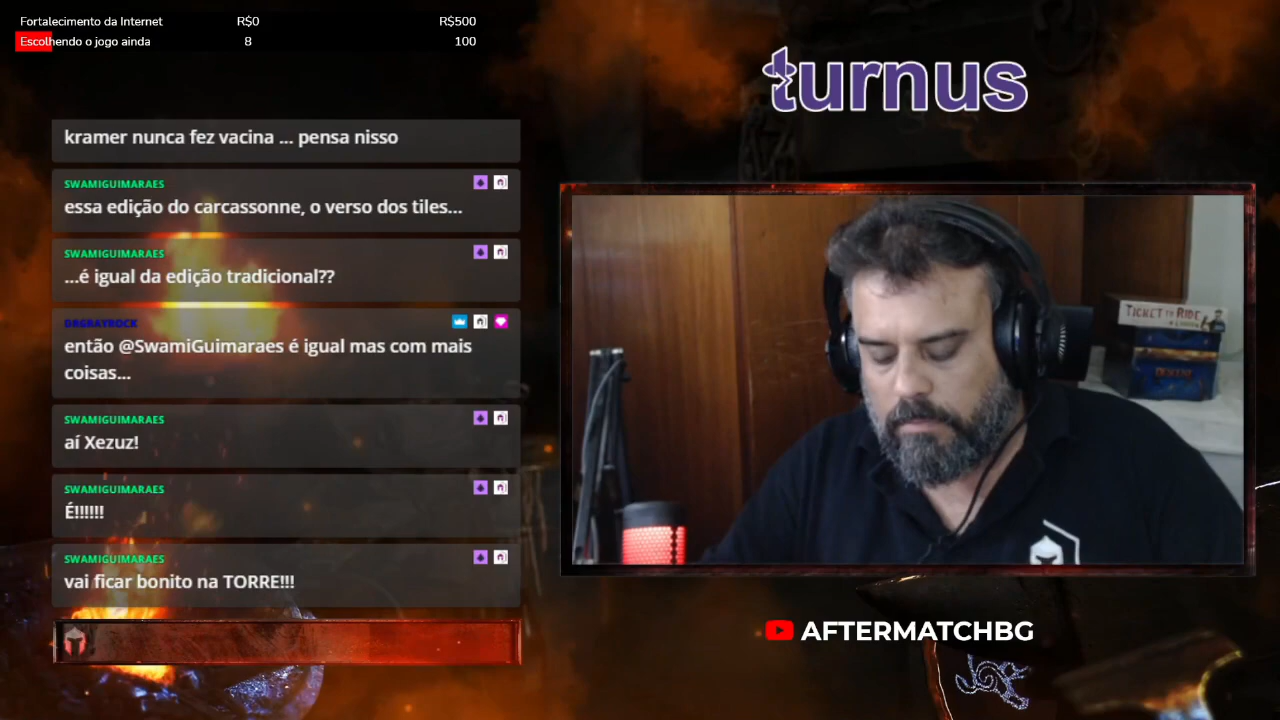 Fortalecimento da Internet R$0 R$500
Escolhendo o jogo ainda 8 100
turnus
kramer nunca fez vacina ... pensa nisso
SWAMIGUIMARAES
essa edição do carcassonne, o verso dos tiles...
SWAMIGUIMARAES
...é igual da edição tradicional??
DRGRAYROCK
então @SwamiGuimaraes é igual mas com mais
coisas...
SWAMIGUIMARAES
aí Xezuz!
SWAMIGUIMARAES
É!!!!!!
SWAMIGUIMARAES
vai ficar bonito na TORRE!!!
TICKET TO RIDE
DESCENT
AFTERMATCHBG